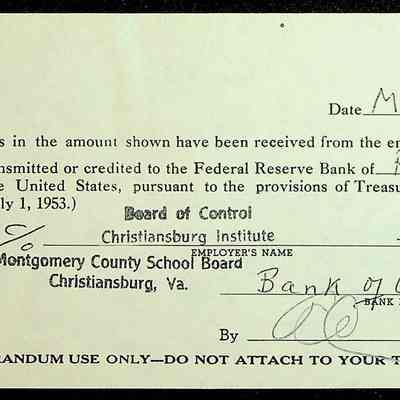 Date M
s in the amount shown have been received from the e
nsmitted or credited to the Federal Reserve Bank of
e United States, pursuant to the provisions of Treasu
ly 1, 1953.)
Board of Control
c/o Christiansburg Institute
EMPLOYER'S NAME
Montgomery County School Board
Christiansburg, Va.
Bank of C
BANK
By
RANDUM USE ONLY—DO NOT ATTACH TO YOUR T